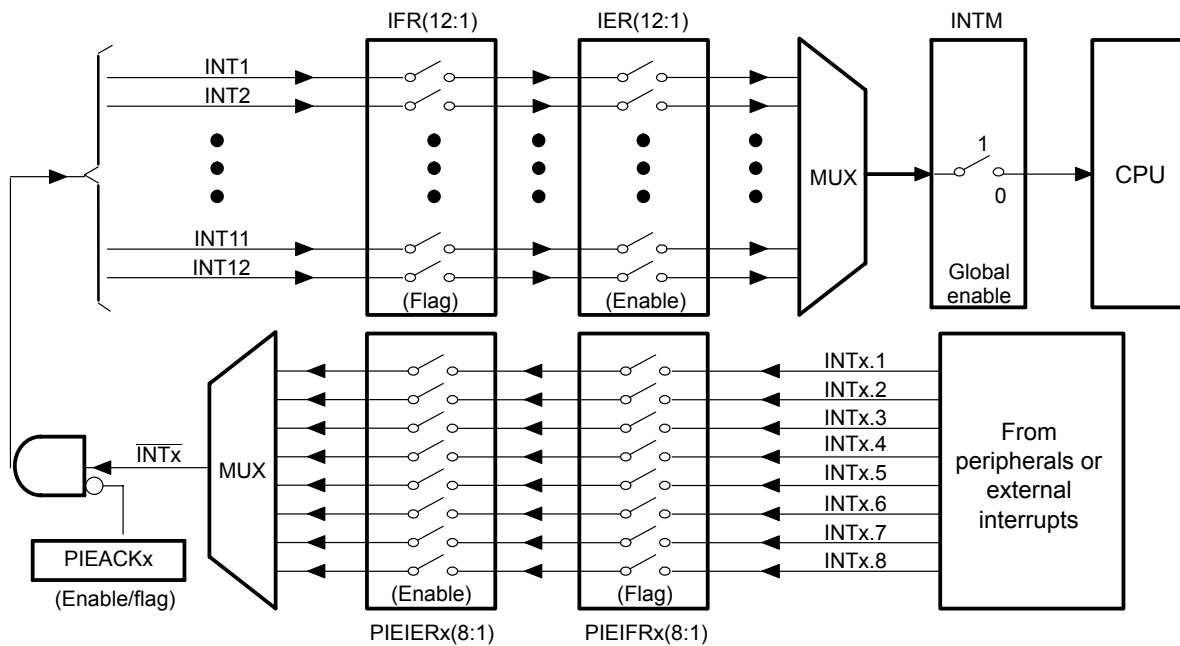 IFR(12:1)
IER(12:1)
INTM
INT1
INT2
INT11
INT12
(Flag)
(Enable)
MUX
1
0
Global
enable
CPU
INTx
MUX
PIEACKx
(Enable/flag)
(Enable)
PIEIERx(8:1)
(Flag)
PIEIFRx(8:1)
INTx.1
INTx.2
INTx.3
INTx.4
INTx.5
INTx.6
INTx.7
INTx.8
From
peripherals or
external
interrupts